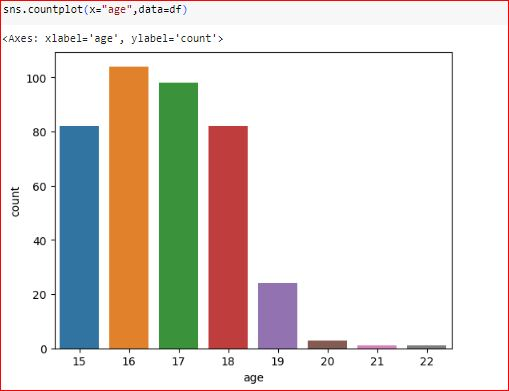 sns.countplot(x="age",data=df)
<Axes: xlabel='age', ylabel='count'>
100
80
60
40
20
0
count
15 16 17 18 19 20 21 22
age